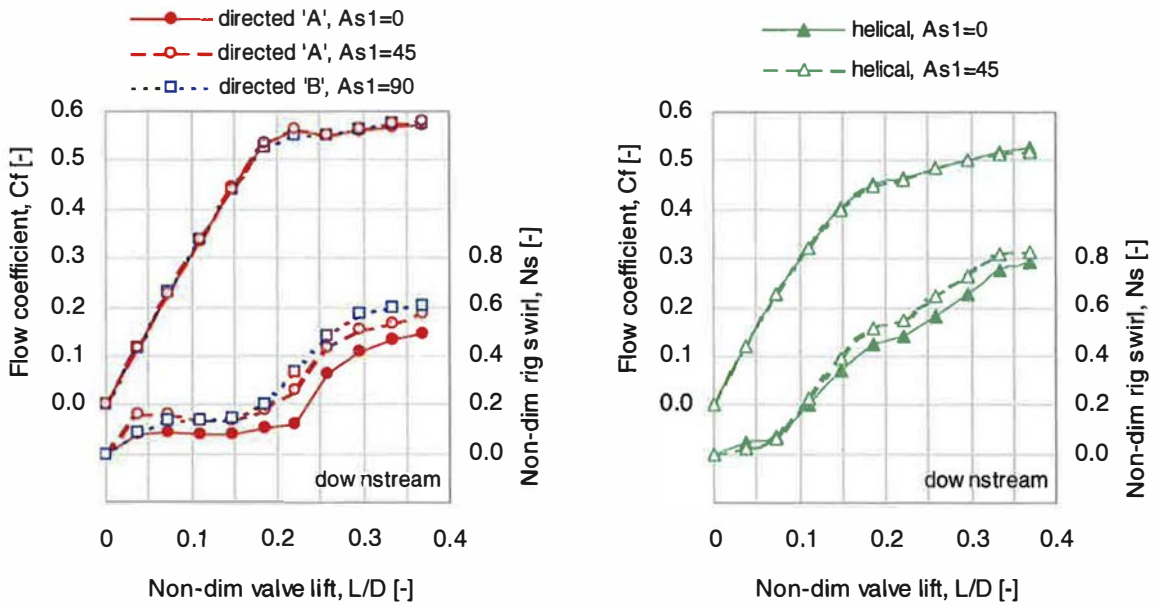 directed 'A', As1=0
directed 'A', As1=45
directed 'B', As1=90
0.6
0.5
0.4
0.3
0.2
0.1
0.0
Flow coefficient, Cf [-]
0.8
0.6
0.4
0.2
0.0
Non-dim rig swirl, Ns [-]
dow nstream
0
0.1
0.2
0.3
0.4
Non-dim valve lift, L/D [-]
helical, As1=0
helical, As1=45
0.6
0.5
0.4
0.3
0.2
0.1
0.0
Flow coefficient, Cf [-]
0.8
0.6
0.4
0.2
0.0
Non-dim rig swirl, Ns [-]
dow nstream
0
0.1
0.2
0.3
0.4
Non-dim valve lift, L/D [-]